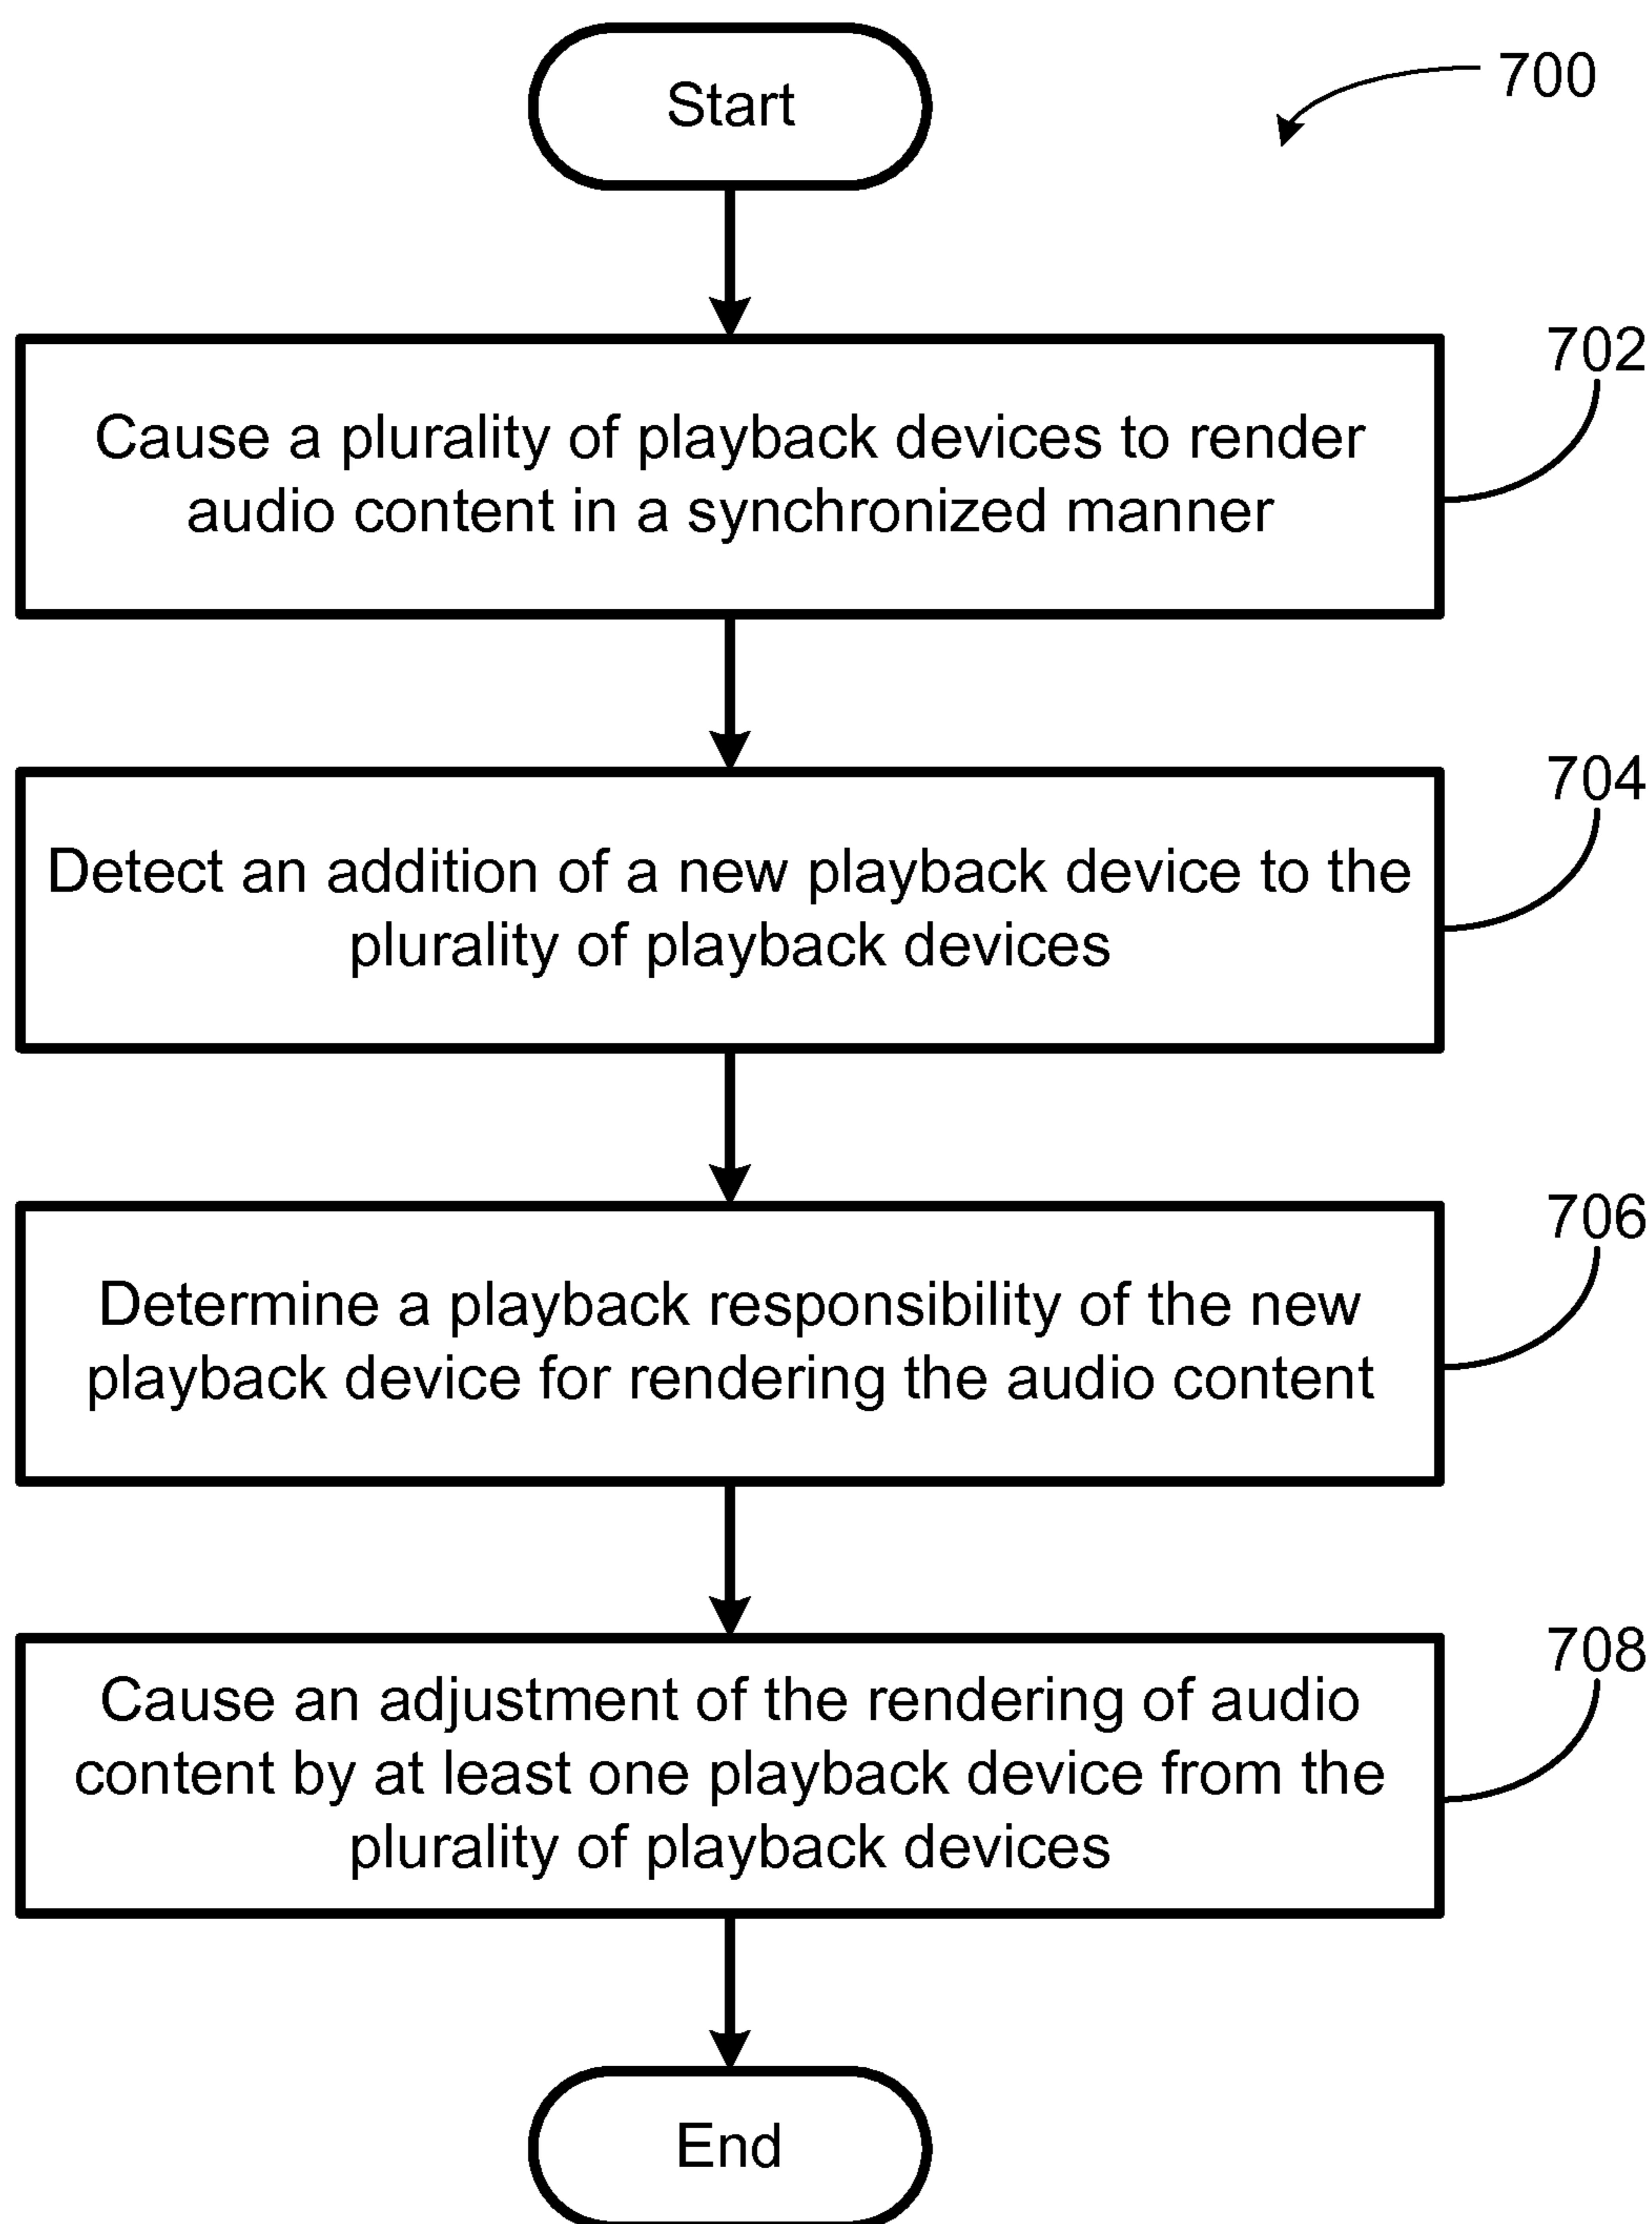 Start
700
702
Cause a plurality of playback devices to render
audio content in a synchronized manner
704
Detect an addition of a new playback device to the
plurality of playback devices
706
Determine a playback responsibility of the new
playback device for rendering the audio content
708
Cause an adjustment of the rendering of audio
content by at least one playback device from the
plurality of playback devices
End